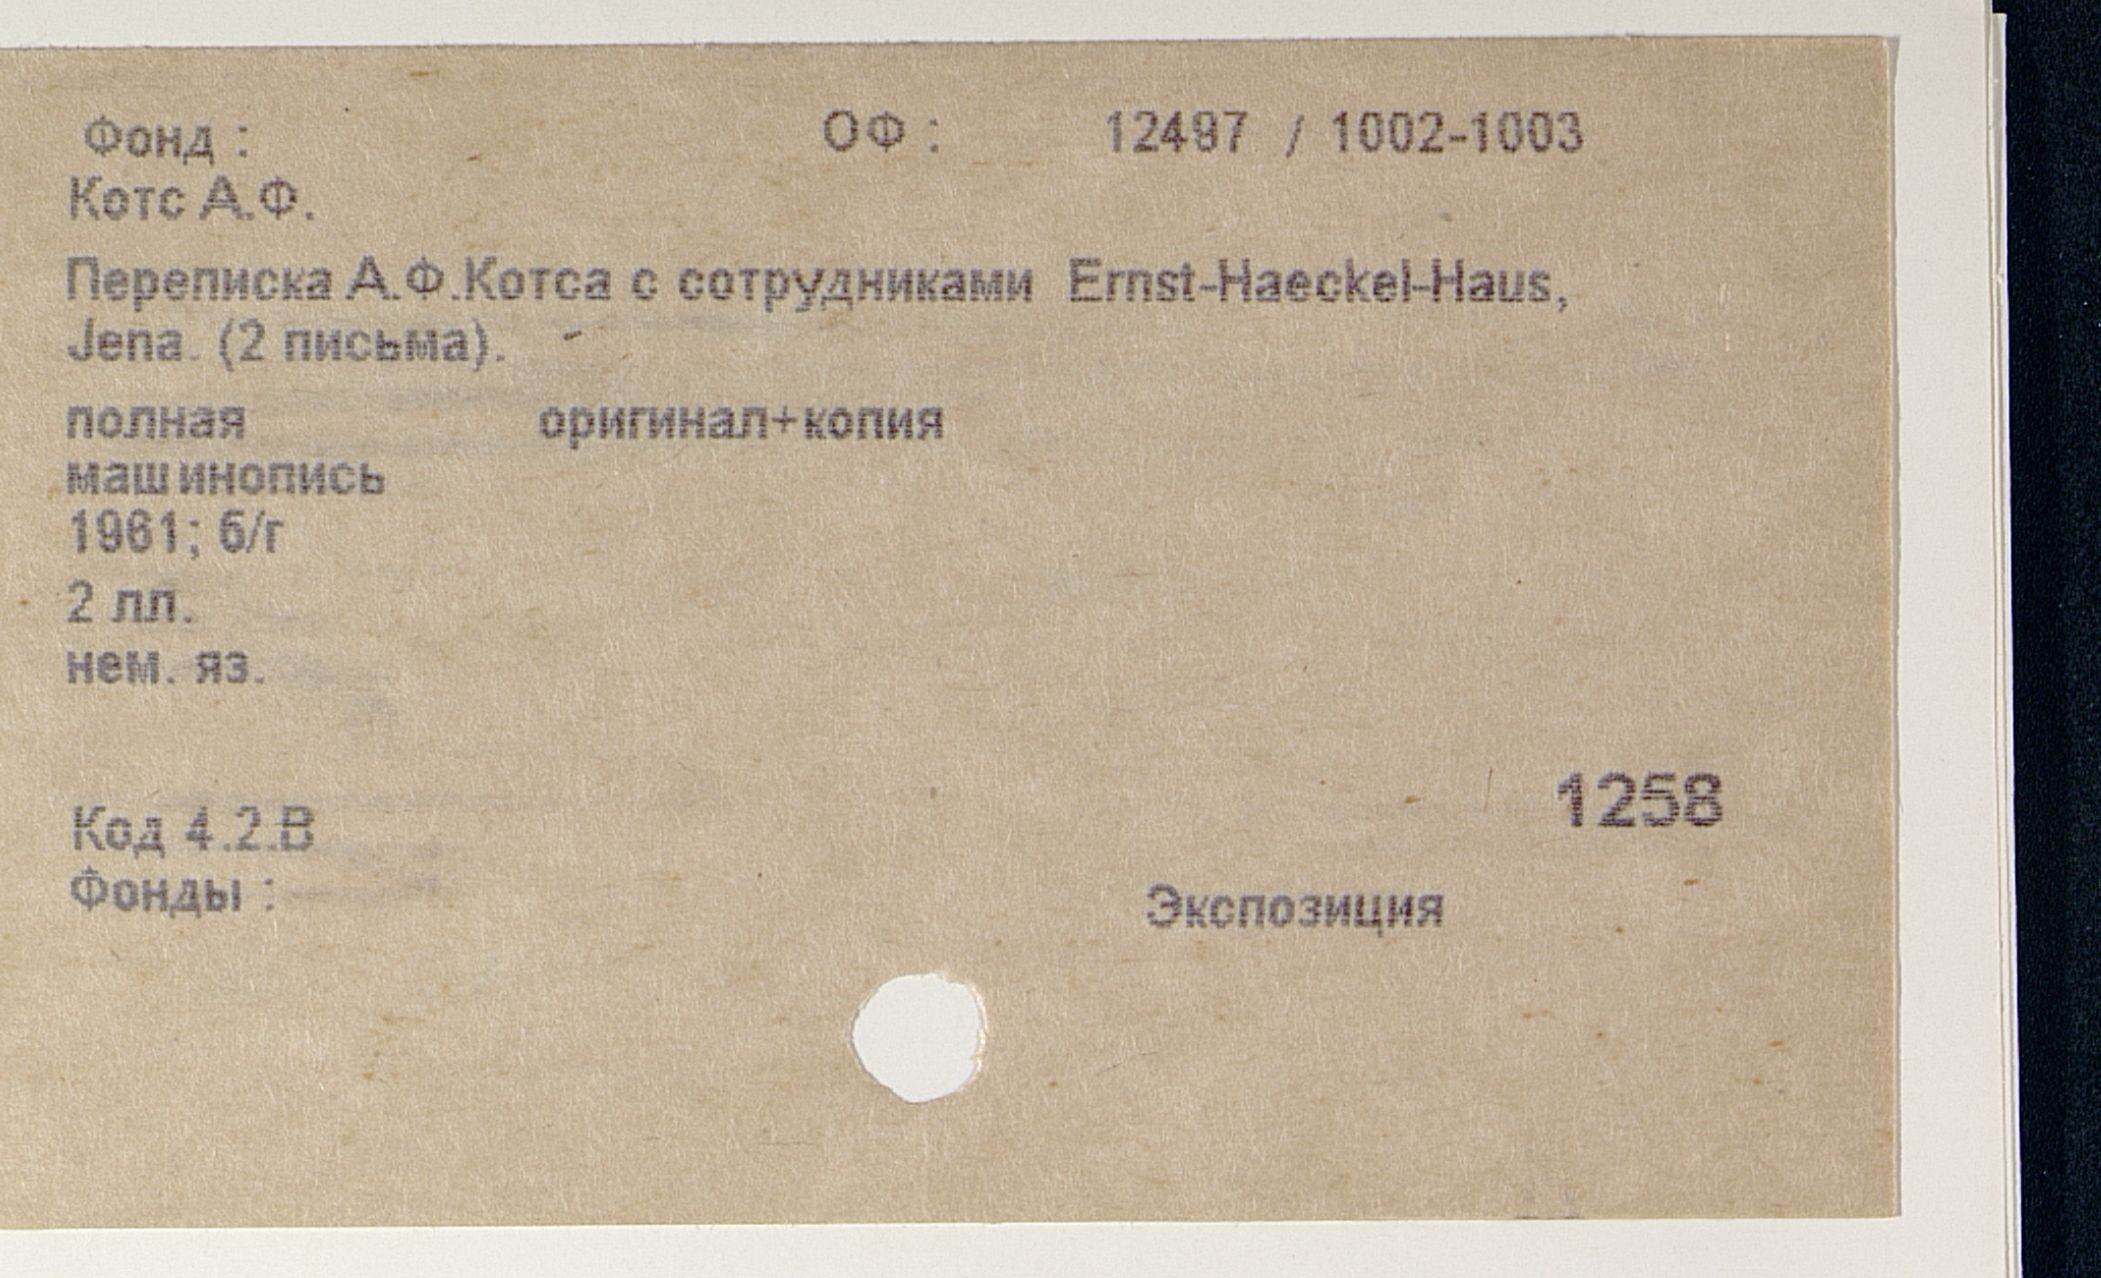 Фонд : ОФ : 12497 / 1002-1003
Котс А.Ф.
Переписка А.Ф.Котса с сотрудниками Ernst-Haeckel-Haus,
Jena. (2 письма).
полная оригинал+копия
машинопись
1961; б/г
2 лл.
нем. яз.
1258
Код 4.2.В
Фонды : Экспозиция